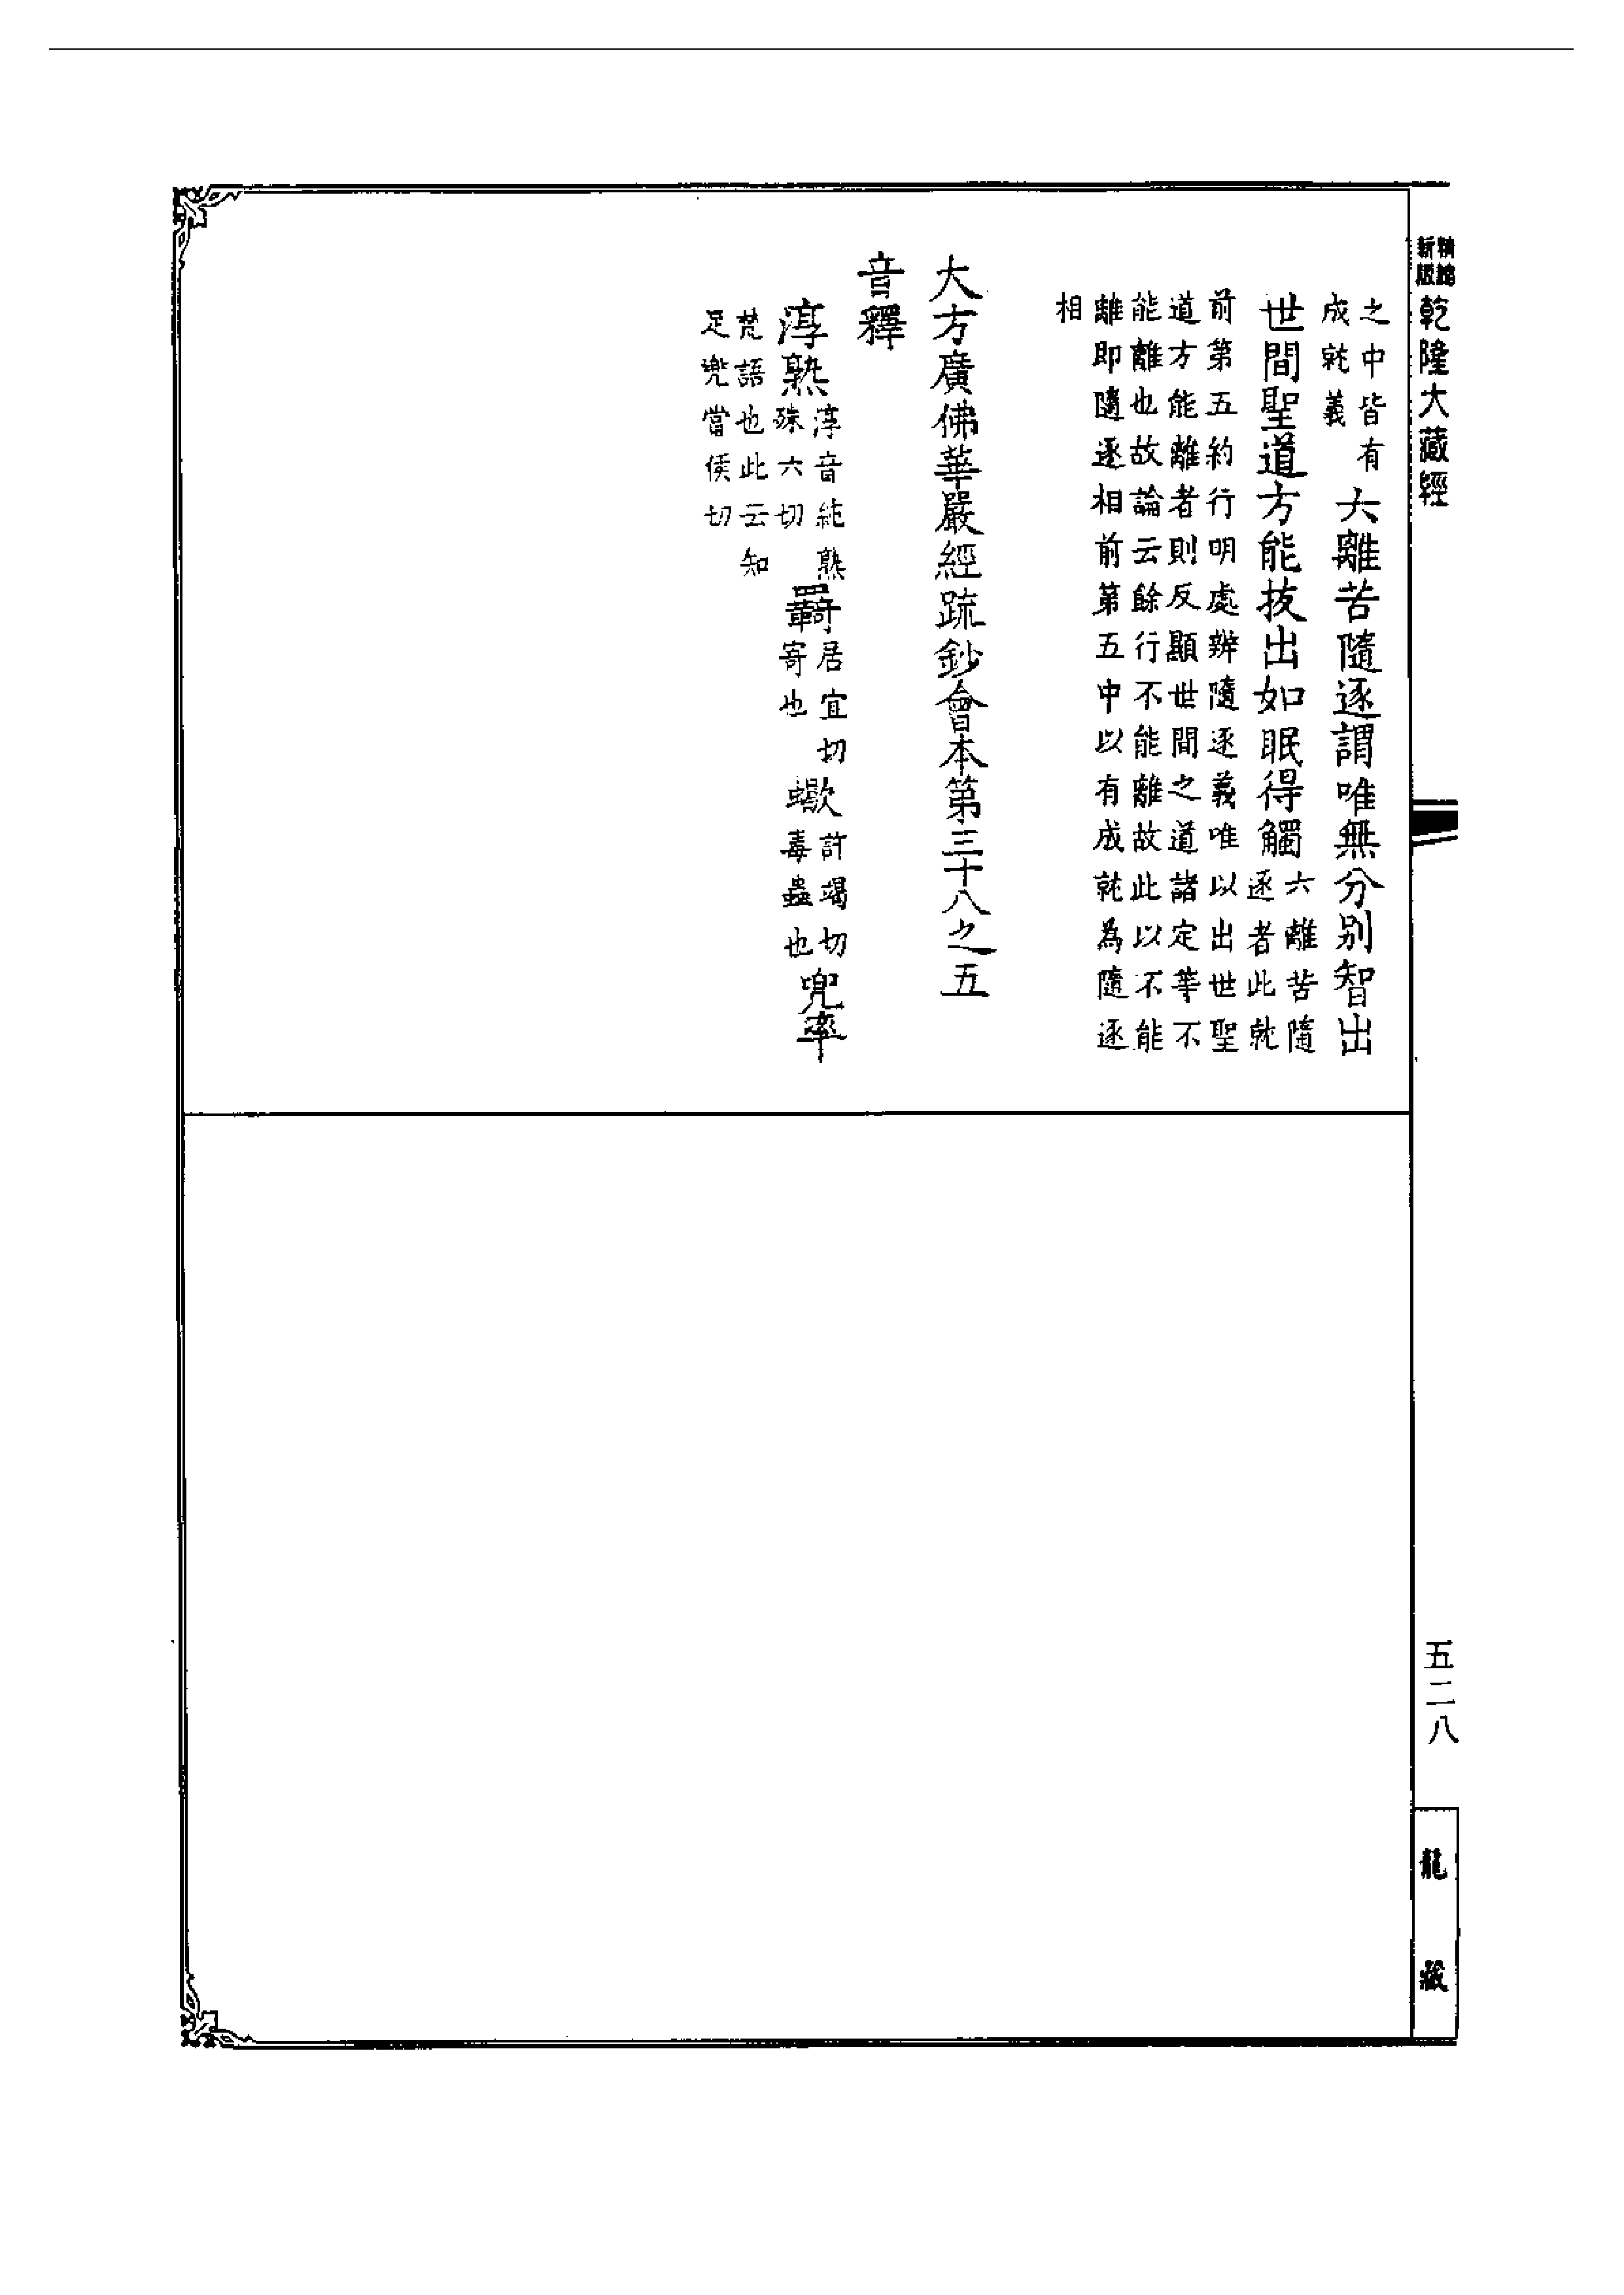 新版
精縮
乾隆大藏經
之中皆有
成就義
六離苦隨逐謂唯無分別智出
世間聖道方能拔出如眠得觸
六離苦隨
逐者此就
前第五約行明處辨隨逐義唯以出世聖
道方能離者則反顯世間之道諸定等不
能離也故論云餘行不能離故此以不能
離即隨逐相前第五中以有成就為隨逐
相
大方廣佛華嚴經疏鈔會本第三十八之五
音釋
淳熟
淳音純熟
殊六切
羇
居宜切
寄也
蠍
許竭切
毒蟲也
兜率
梵語也此云知
足兜當侯切
五二八
龍藏